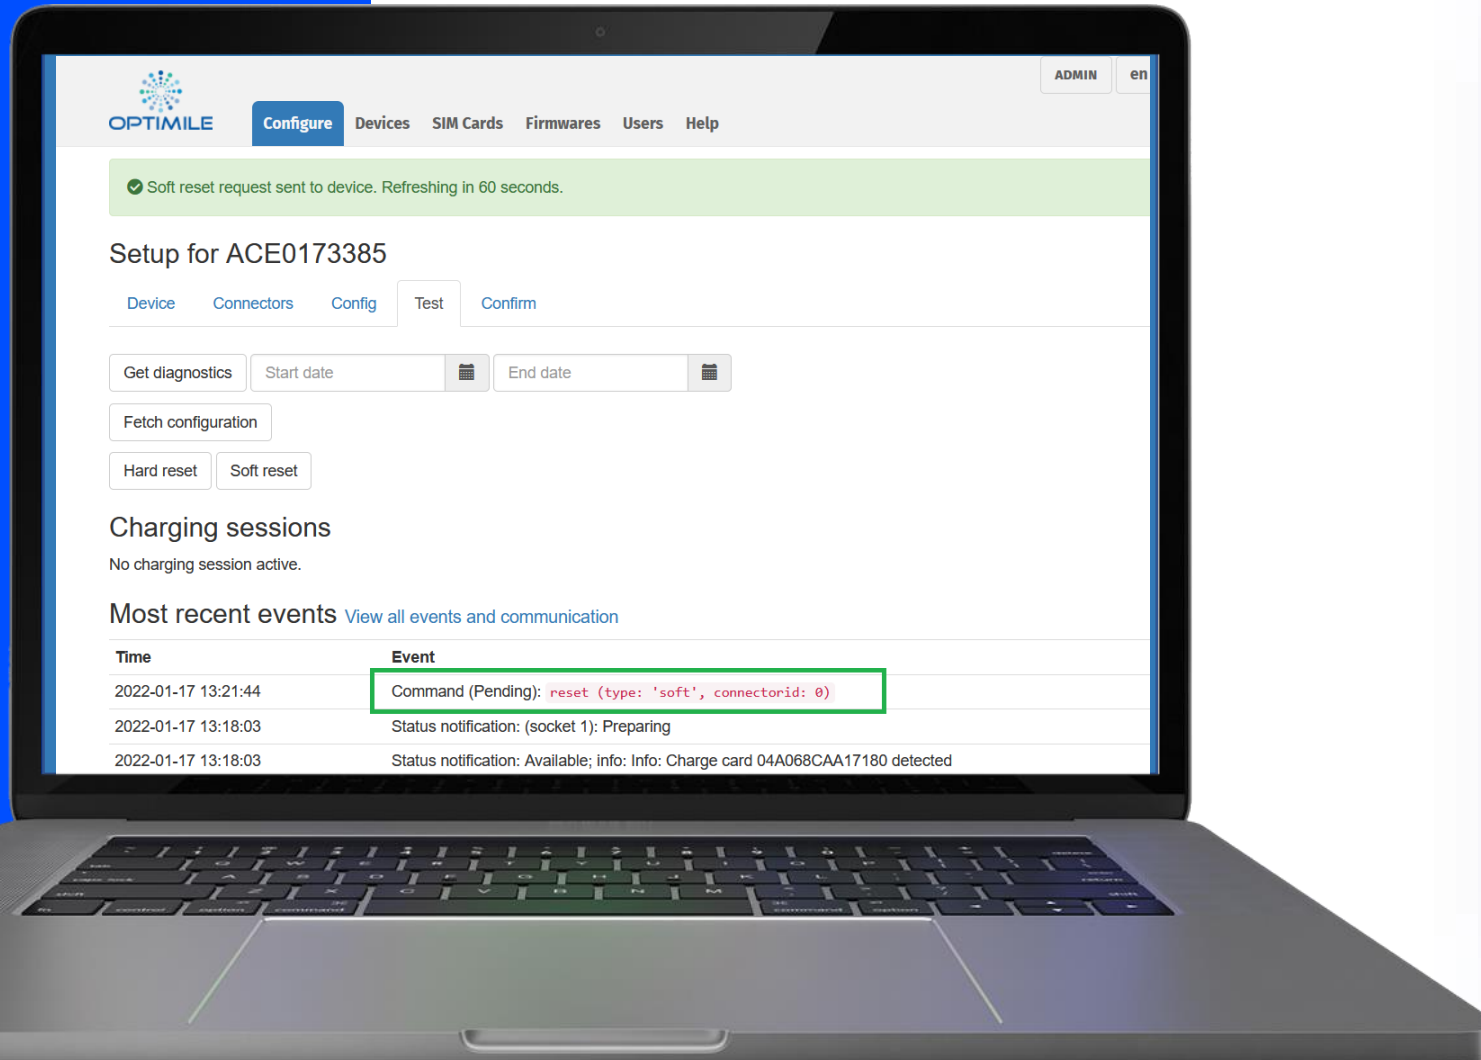 ADMIN
en
OPTIMILE
Configure
Devices
SIM Cards
Firmwares
Users
Help
Soft reset request sent to device. Refreshing in 60 seconds.
Setup for ACE0173385
Device
Connectors
Config
Test
Confirm
Get diagnostics
Start date
End date
Fetch configuration
Hard reset
Soft reset
Charging sessions
No charging session active.
Most recent events View all events and communication
Time Event
2022-01-17 13:21:44 Command (Pending): reset (type: 'soft', connectorid: 0)
2022-01-17 13:18:03 Status notification: (socket 1): Preparing
2022-01-17 13:18:03 Status notification: Available; info: Info: Charge card 04A068CAA17180 detected